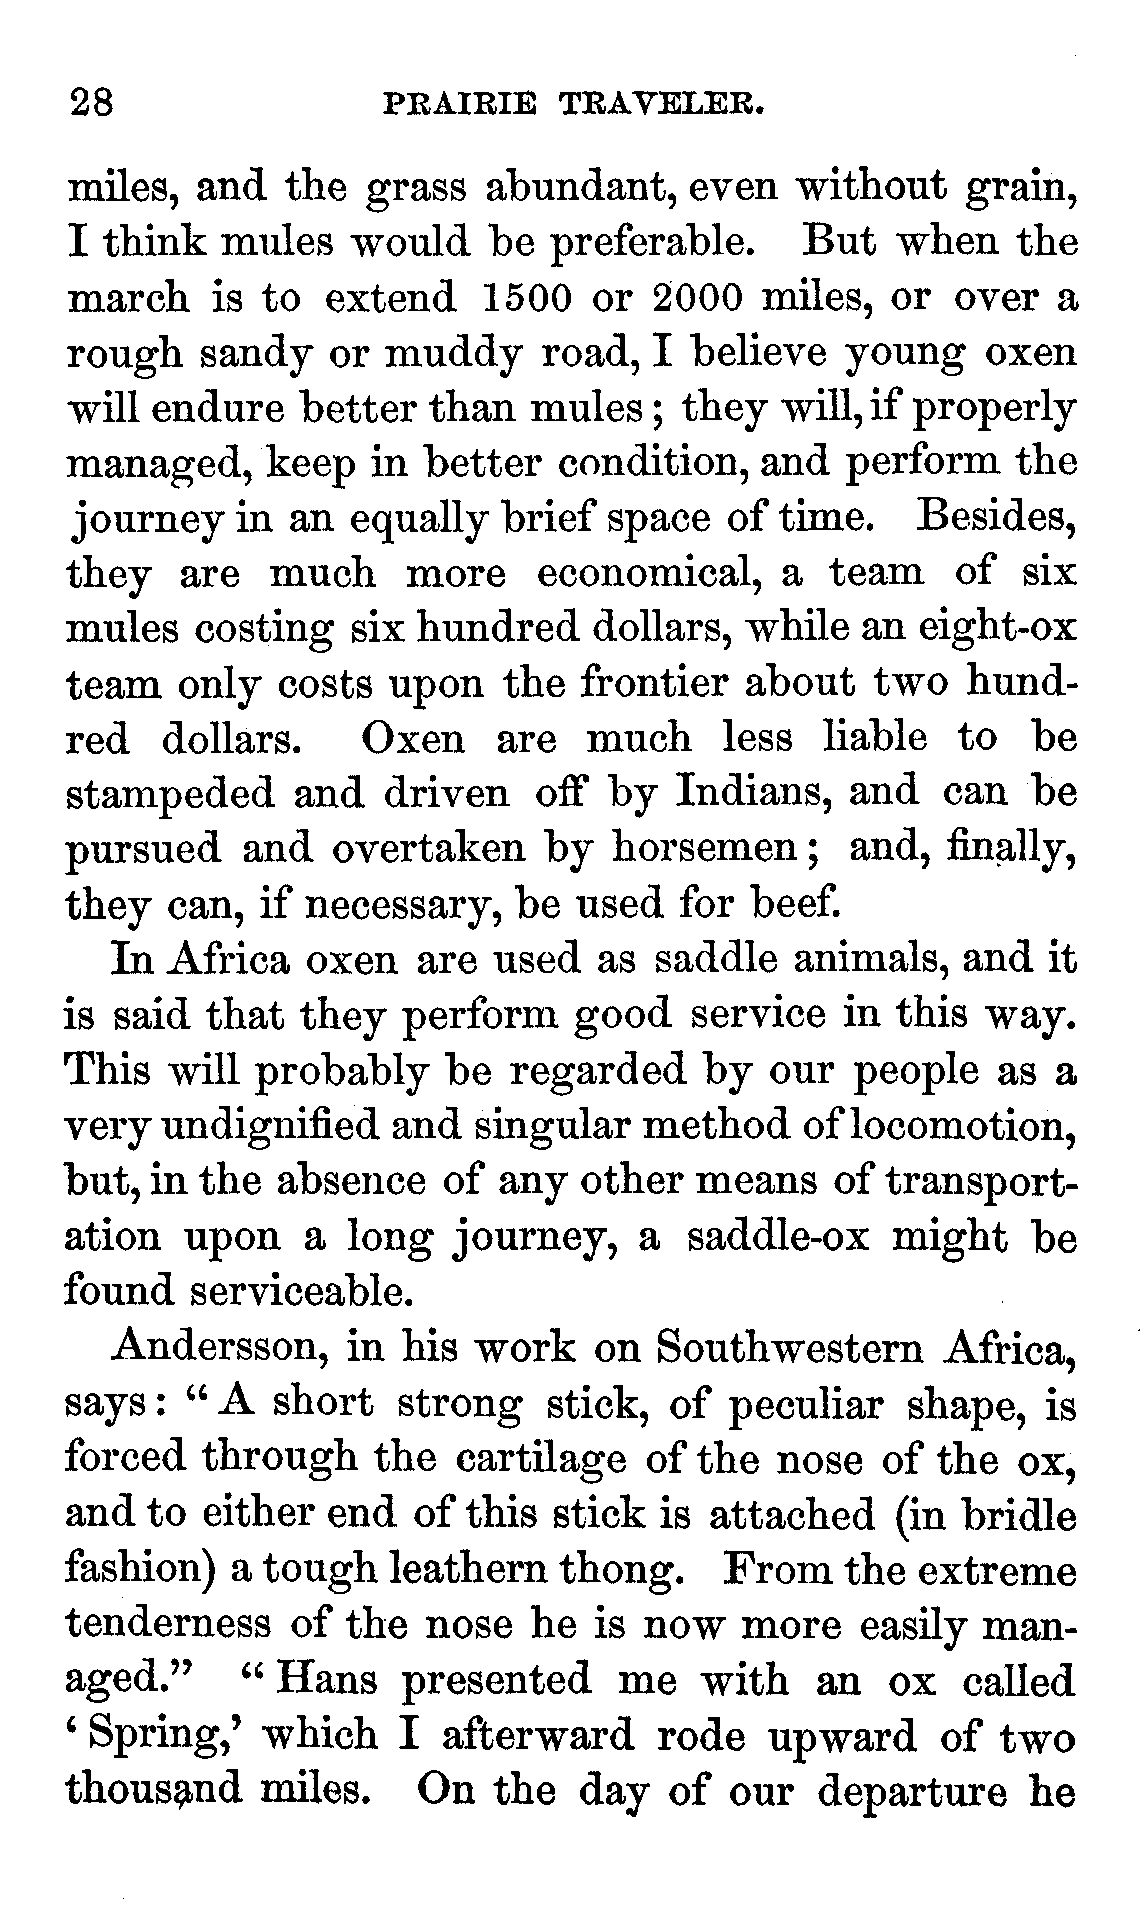 28 PRAIRIE TRAVELER.
miles, and the grass abundant, even without grain,
I think mules would be preferable. But when the
march is to extend 1500 or 2000 miles, or over a
rough sandy or muddy road, I believe young oxen
will endure better than mules; they will, if properly
managed, keep in better condition, and perform the
journey in an equally brief space of time. Besides,
they are much more economical, a team of six
mules costing six hundred dollars, while an eight-ox
team only costs upon the frontier about two hund-
red dollars. Oxen are much less liable to be
stampeded and driven off by Indians, and can be
pursued and overtaken by horsemen; and, finally,
they can, if necessary, be used for beef.
In Africa oxen are used as saddle animals, and it
is said that they perform good service in this way.
This will probably be regarded by our people as a
very undignified and singular method of locomotion,
but, in the absence of any other means of transport-
ation upon a long journey, a saddle-ox might be
found serviceable.
Andersson, in his work on Southwestern Africa,
says: “A short strong stick, of peculiar shape, is
forced through the cartilage of the nose of the ox,
and to either end of this stick is attached (in bridle
fashion) a tough leathern thong. From the extreme
tenderness of the nose he is now more easily man-
aged.” “Hans presented me with an ox called
‘Spring,’ which I afterward rode upward of two
thousand miles. On the day of our departure he